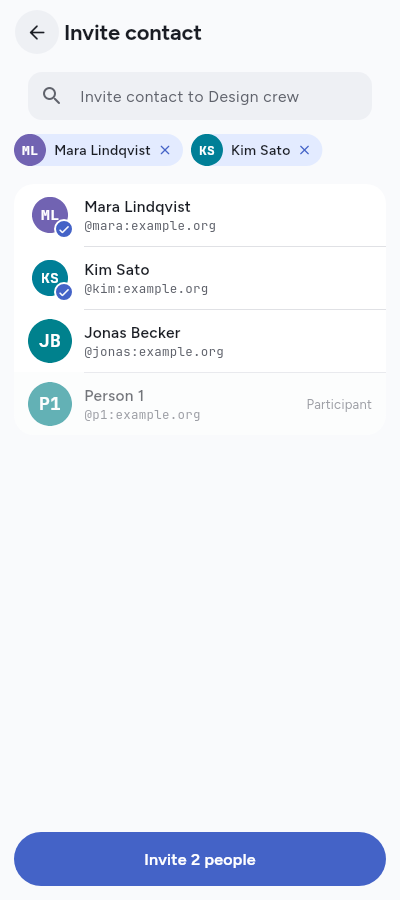 Invite contact
Invite contact to Design crew
ML Mara Lindqvist
KS Kim Sato
ML Mara Lindqvist
@mara:example.org
KS Kim Sato
@kim:example.org
JB Jonas Becker
@jonas:example.org
P1 Person 1 Participant
@p1:example.org
Invite 2 people